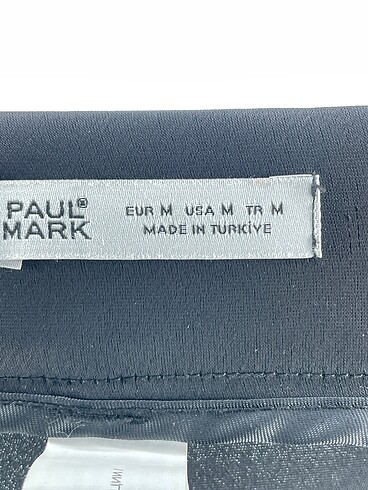 PAUL®
MARK
EUR M USA M TR M
MADE IN TÜRKİYE